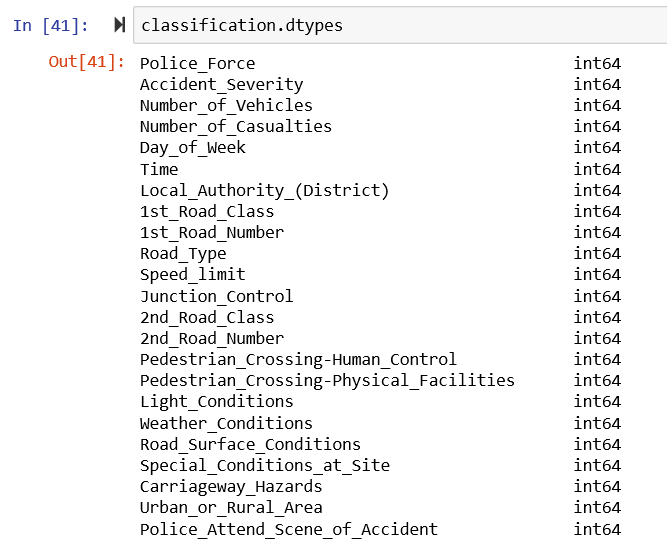 In [41]: classification.dtypes
Out[41]: Police_Force int64
Accident_Severity int64
Number_of_Vehicles int64
Number_of_Casualties int64
Day_of_Week int64
Time int64
Local_Authority_(District) int64
1st_Road_Class int64
1st_Road_Number int64
Road_Type int64
Speed_limit int64
Junction_Control int64
2nd_Road_Class int64
2nd_Road_Number int64
Pedestrian_Crossing-Human_Control int64
Pedestrian_Crossing-Physical_Facilities int64
Light_Conditions int64
Weather_Conditions int64
Road_Surface_Conditions int64
Special_Conditions_at_Site int64
Carriageway_Hazards int64
Urban_or_Rural_Area int64
Police_Attend_Scene_of_Accident int64